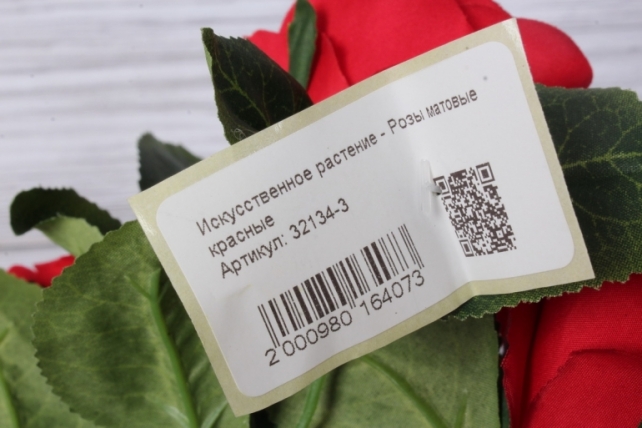 Искусственное растение - Розы матовые
красные
Артикул: 32134-3
2 000980 164073